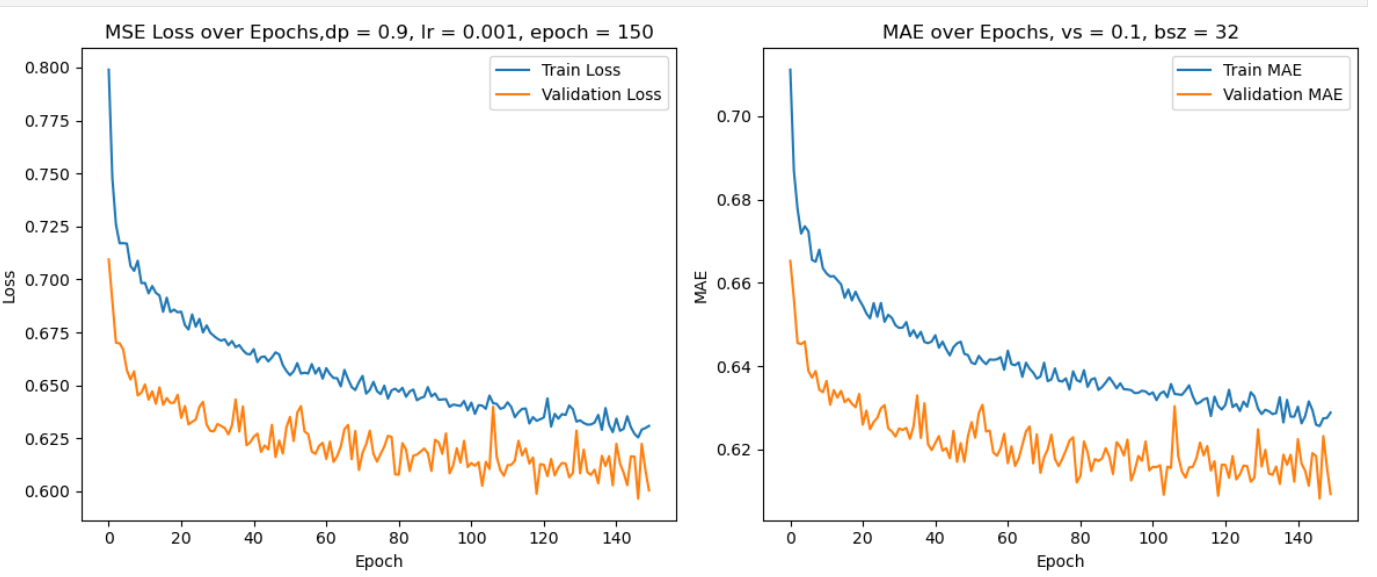 MSE Loss over Epochs,dp = 0.9, lr = 0.001, epoch = 150
Train Loss
Validation Loss
0.800
0.775
0.750
0.725
0.700
0.675
0.650
0.625
0.600
Loss
0 20 40 60 80 100 120 140
Epoch
MAE over Epochs, vs = 0.1, bsz = 32
Train MAE
Validation MAE
0.70
0.68
0.66
0.64
0.62
MAE
0 20 40 60 80 100 120 140
Epoch